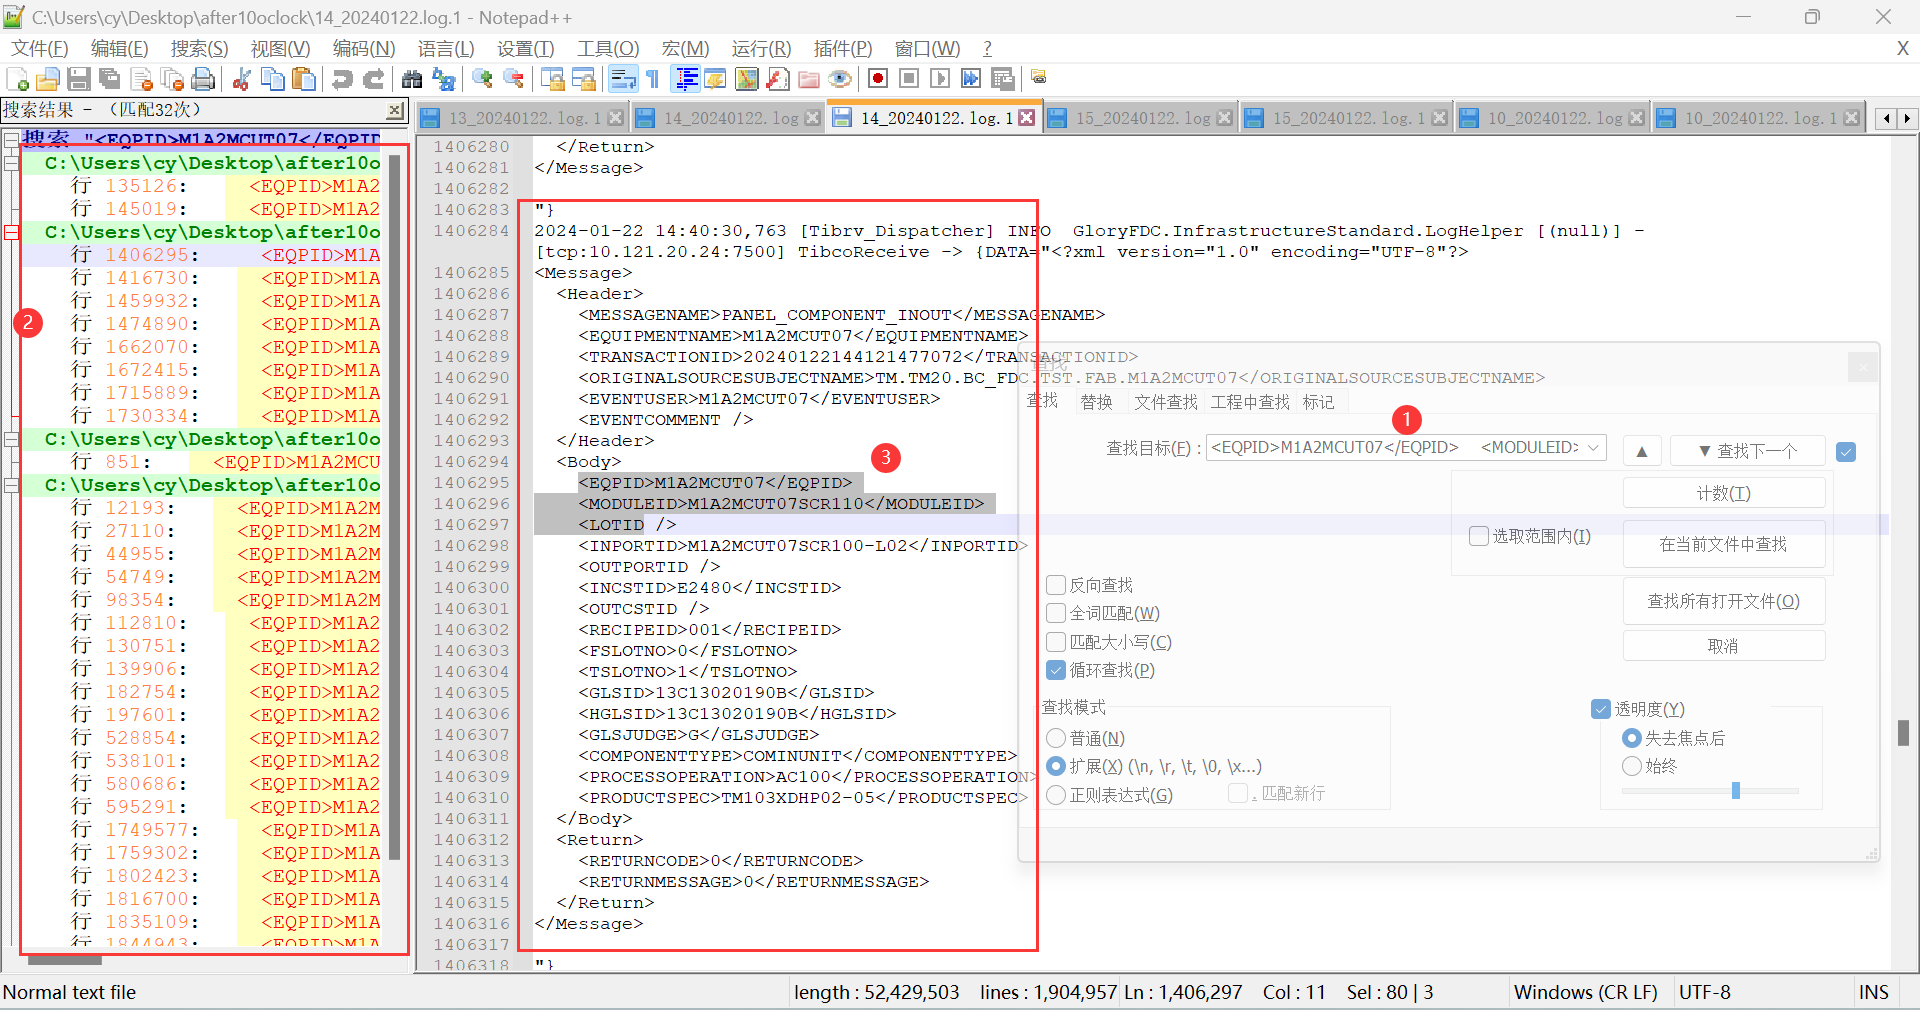 C:\Users\cy\Desktop\after10oclock\14_20240122.log.1 - Notepad++
文件(F) 编辑(E) 搜索(S) 视图(V) 编码(N) 语言(L) 设置(T) 工具(O) 宏(M) 运行(R) 插件(P) 窗口(W) ? X
搜索结果 - （匹配32次）
13_20240122.log.1 14_20240122.log 14_20240122.log.1 15_20240122.log 15_20240122.log.1 10_20240122.log 10_20240122.log.1
搜索 "<EQPID>M1A2MCUT07</EQPID
C:\Users\cy\Desktop\after10o
行 135126: <EQPID>M1A2
行 145019: <EQPID>M1A2
C:\Users\cy\Desktop\after10o
行 1406295: <EQPID>M1A
行 1416730: <EQPID>M1A
行 1459932: <EQPID>M1A
行 1474890: <EQPID>M1A
行 1662070: <EQPID>M1A
行 1672415: <EQPID>M1A
行 1715889: <EQPID>M1A
行 1730334: <EQPID>M1A
C:\Users\cy\Desktop\after10o
行 851: <EQPID>M1A2MCU
C:\Users\cy\Desktop\after10o
行 12193: <EQPID>M1A2M
行 27110: <EQPID>M1A2M
行 44955: <EQPID>M1A2M
行 54749: <EQPID>M1A2M
行 98354: <EQPID>M1A2M
行 112810: <EQPID>M1A2
行 130751: <EQPID>M1A2
行 139906: <EQPID>M1A2
行 182754: <EQPID>M1A2
行 197601: <EQPID>M1A2
行 528854: <EQPID>M1A2
行 538101: <EQPID>M1A2
行 580686: <EQPID>M1A2
行 595291: <EQPID>M1A2
行 1749577: <EQPID>M1A
行 1759302: <EQPID>M1A
行 1802423: <EQPID>M1A
行 1816700: <EQPID>M1A
行 1835109: <EQPID>M1A
行 1844943: <EQPID>M1A
2
1406280 </Return>
1406281 </Message>
1406282
1406283 "}
1406284 2024-01-22 14:40:30,763 [Tibrv_Dispatcher] INFO GloryFDC.InfrastructureStandard.LogHelper [(null)] -
[tcp:10.121.20.24:7500] TibcoReceive -> {DATA="<?xml version="1.0" encoding="UTF-8"?>
1406285 <Message>
1406286 <Header>
1406287 <MESSAGENAME>PANEL_COMPONENT_INOUT</MESSAGENAME>
1406288 <EQUIPMENTNAME>M1A2MCUT07</EQUIPMENTNAME>
1406289 <TRANSACTIONID>20240122144121477072</TRANSACTIONID>
1406290 <ORIGINALSOURCESUBJECTNAME>TM.TM20.BC_FDC.TST.FAB.M1A2MCUT07</ORIGINALSOURCESUBJECTNAME>
1406291 <EVENTUSER>M1A2MCUT07</EVENTUSER>
1406292 <EVENTCOMMENT />
1406293 </Header>
1406294 <Body>
1406295 <EQPID>M1A2MCUT07</EQPID>
1406296 <MODULEID>M1A2MCUT07SCR110</MODULEID>
1406297 <LOTID />
1406298 <INPORTID>M1A2MCUT07SCR100-L02</INPORTID>
1406299 <OUTPORTID />
1406300 <INCSTID>E2480</INCSTID>
1406301 <OUTCSTID />
1406302 <RECIPEID>001</RECIPEID>
1406303 <FSLOTNO>0</FSLOTNO>
1406304 <TSLOTNO>1</TSLOTNO>
1406305 <GLSID>13C13020190B</GLSID>
1406306 <HGLSID>13C13020190B</HGLSID>
1406307 <GLSJUDGE>G</GLSJUDGE>
1406308 <COMPONENTTYPE>COMINUNIT</COMPONENTTYPE>
1406309 <PROCESSOPERATION>AC100</PROCESSOPERATION>
1406310 <PRODUCTSPEC>TM103XDHP02-05</PRODUCTSPEC>
1406311 </Body>
1406312 <Return>
1406313 <RETURNCODE>0</RETURNCODE>
1406314 <RETURNMESSAGE>0</RETURNMESSAGE>
1406315 </Return>
1406316 </Message>
1406317
1406318 "}
3
查找
查找 替换 文件查找 工程中查找 标记
1
查找目标(F)：<EQPID>M1A2MCUT07</EQPID> <MODULEID>
▲ ▼ 查找下一个
计数(T)
选取范围内(I)
在当前文件中查找
反向查找
查找所有打开文件(O)
全词匹配(W)
匹配大小写(C)
取消
循环查找(P)
查找模式
透明度(Y)
普通(N)
失去焦点后
扩展(X) (\n, \r, \t, \0, \x...)
始终
正则表达式(G) . 匹配新行
Normal text file length : 52,429,503 lines : 1,904,957 Ln : 1,406,297 Col : 11 Sel : 80 | 3 Windows (CR LF) UTF-8 INS